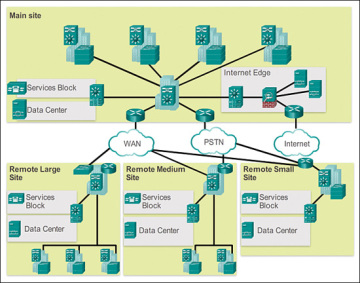 Main site
Internet Edge
Services Block
Data Center
WAN
PSTN
Internet
Remote Large
Site
Services
Block
Data Center
Remote Medium
Site
Services
Block
Data Center
Remote Small
Site
Services
Block
Data Center